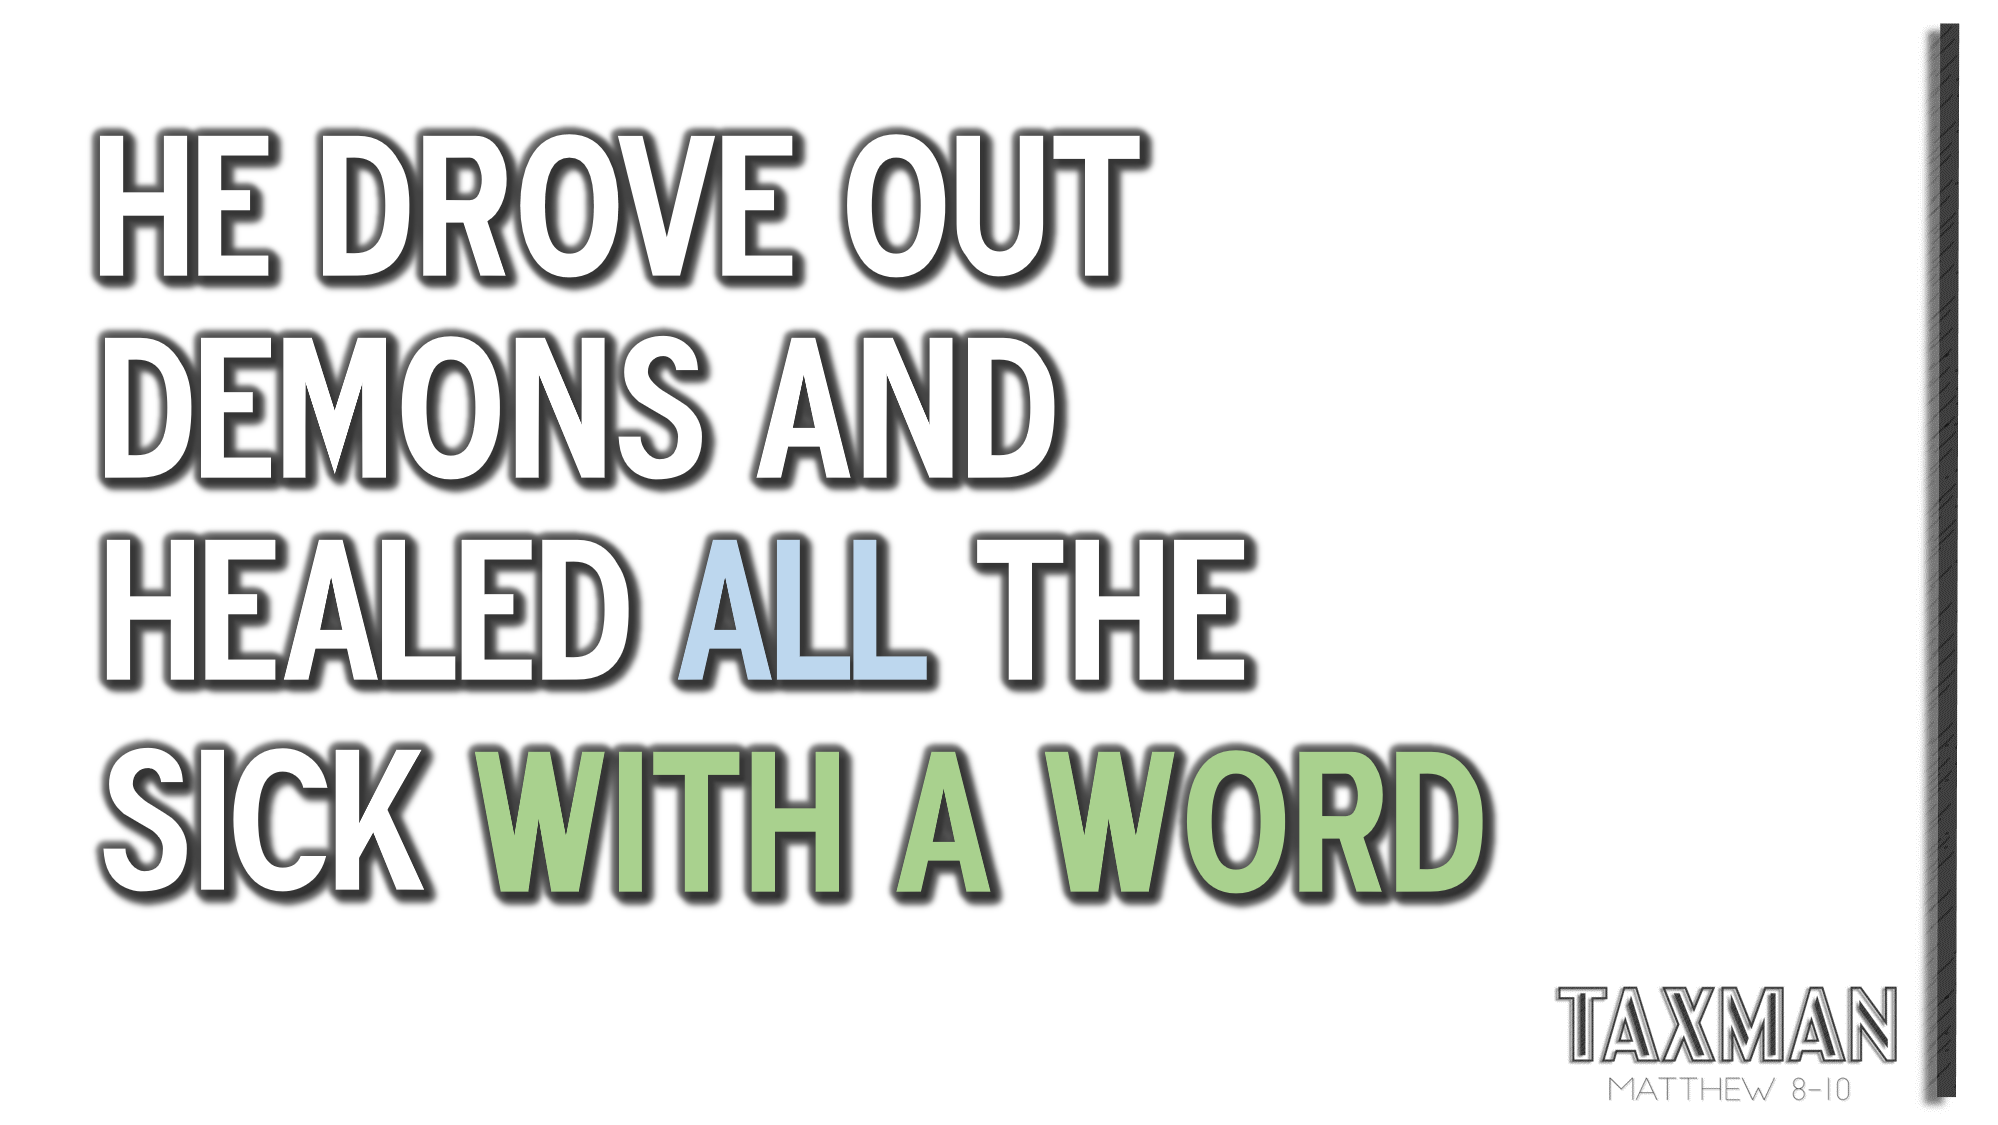 HE DROVE OUT
DEMONS AND
HEALED ALL THE
SICK WITH A WORD
TAXMAN
MATTHEW 8-10